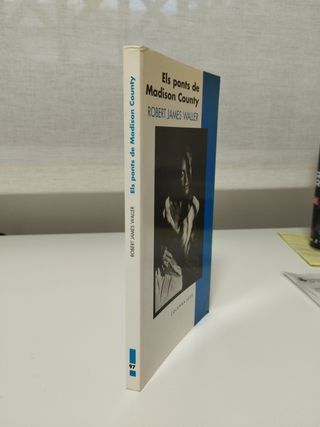 Els ponts de
Madison County
ROBERT JAMES WALLER
Els ponts de Madison County
ROBERT JAMES WALLER
97